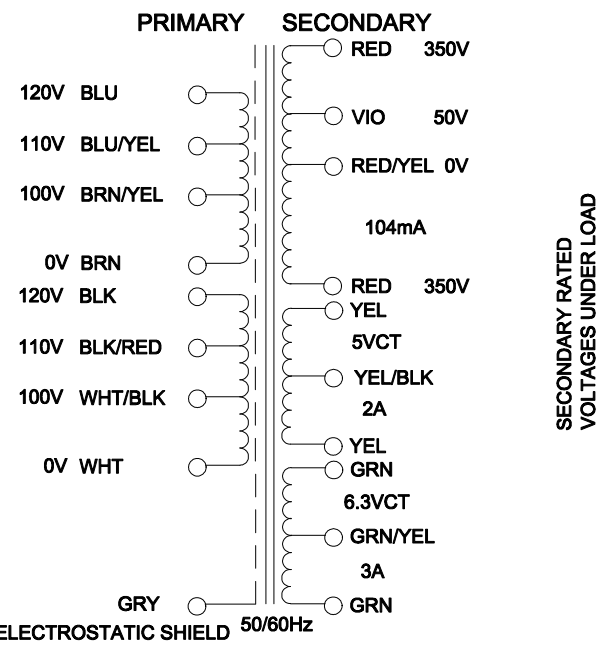 PRIMARY SECONDARY
RED 350V
120V BLU
VIO 50V
110V BLU/YEL
RED/YEL 0V
100V BRN/YEL
104mA
0V BRN
RED 350V
120V BLK
YEL
5VCT
110V BLK/RED
YEL/BLK
100V WHT/BLK
2A
YEL
0V WHT
GRN
6.3VCT
GRN/YEL
3A
GRY
GRN
ELECTROSTATIC SHIELD
50/60Hz
SECONDARY RATED
VOLTAGES UNDER LOAD